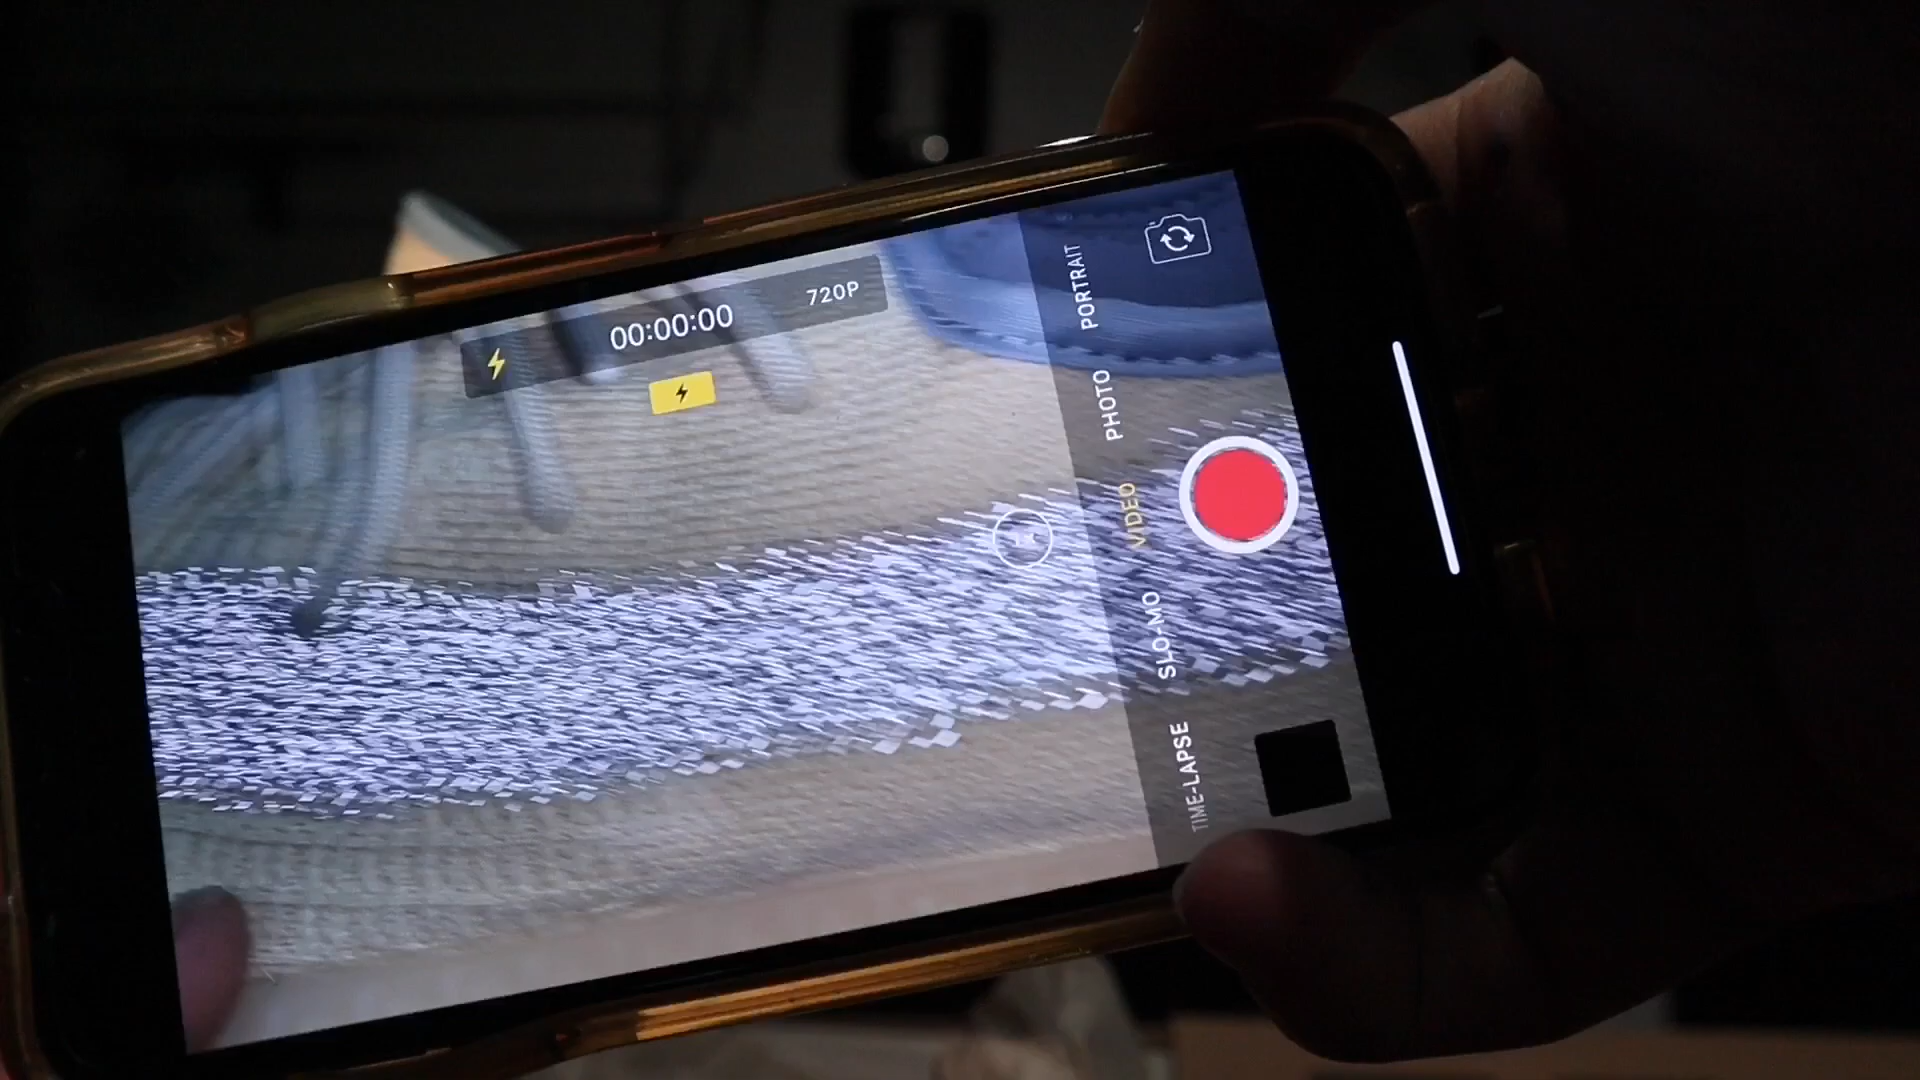 00:00:00
720P
PORTRAIT
PHOTO
VIDEO
SLO-MO
TIME-LAPSE